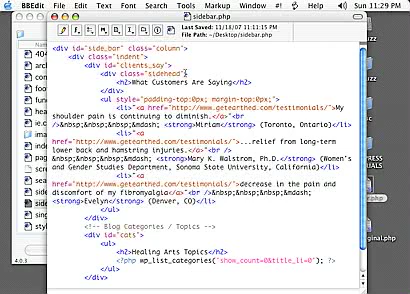 BBEdit File Edit Text
Sun 11:29 PM
sidebar.php
Last Saved: 11/18/07 11:11:15 PM
File Path: ~/Desktop/sidebar.php
<div id="side_bar" class="column">
<div class="indent">
<div id="clients_say">
<div class="sidehead">
<h2>What Customers Are Saying</h2>
</div>
<ul style="padding-top:0px; margin-top:0px;">
<li>"<a href="http://www.getearthed.com/testimonials/">My
shoulder pain is continuing to diminish.</a>"<br
/>&nbsp;&nbsp;&mdash; <strong>Miriam</strong> (Toronto, Ontario)</li>
<li>"<a
href="http://www.getearthed.com/testimonials/">...relief from long-term
lower back and hamstring injuries.</a>"<br />
/>&nbsp;&nbsp;&mdash; <strong>Mary K. Walstrom, Ph.D.</strong> (Women's
and Gender Studies Department, Sonoma State University, California)</li>
<li>"<a
href="http://www.getearthed.com/testimonials/">decrease in the pain and
discomfort of my fibromyalgia</a>"<br />&nbsp;&nbsp;&mdash;
<strong>Evelyn</strong> (Denver, CO)</li>
</ul>
</div>
<!-- Blog Categories / Topics -->
<div id="cats">
<ul>
<h2>Healing Arts Topics</h2>
<?php wp_list_categories("show_count=0&title_li=0"); ?>
</ul>
</div>
4.0.3